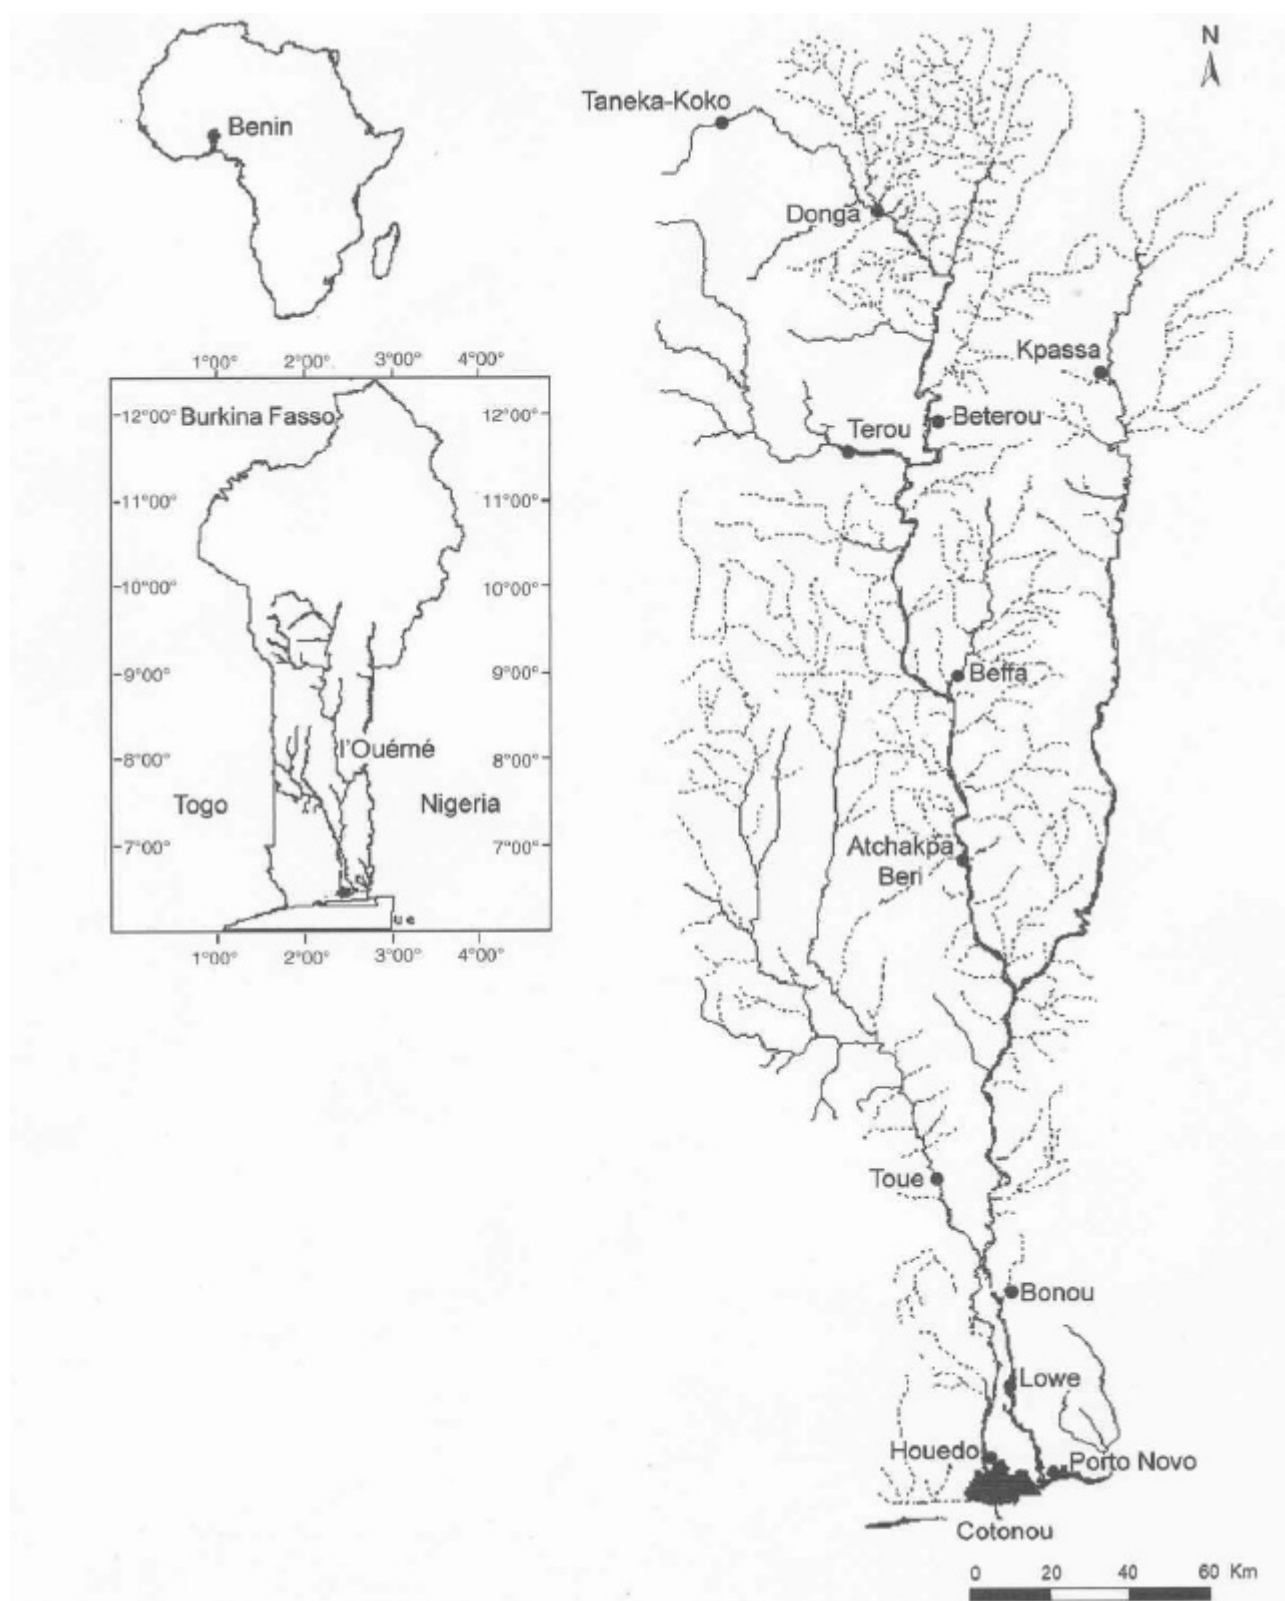 N
Taneka-Koko
Benin
Donga
Kpassa
1°00° 2°00° 3°00° 4°00°
12°00° Burkina Fasso 12°00°
Terou Beterou
11°00° 11°00°
10°00° 10°00°
9°00° 9°00°
Beffa
l'Ouémé
8°00° 8°00°
Togo Nigeria
7°00° 7°00°
Atchakpa
Beri
1°00° 2°00° 3°00° 4°00°
Toue
Bonou
Lowe
Houedo Porto Novo
Cotonou
0 20 40 60 Km